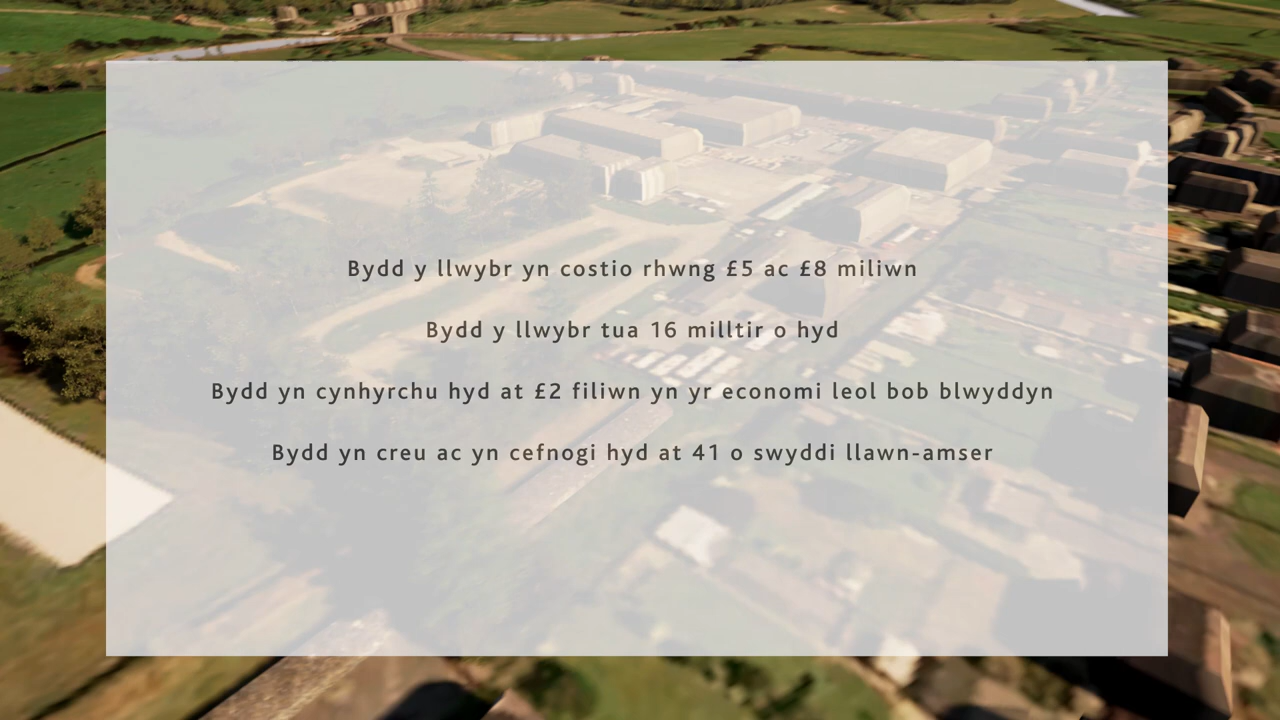 Bydd y llwybr yn costio rhwng £5 ac £8 miliwn
Bydd y llwybr tua 16 milltir o hyd
Bydd yn cynhyrchu hyd at £2 filiwn yn yr economi leol bob blwyddyn
Bydd yn creu ac yn cefnogi hyd at 41 o swyddi llawn-amser